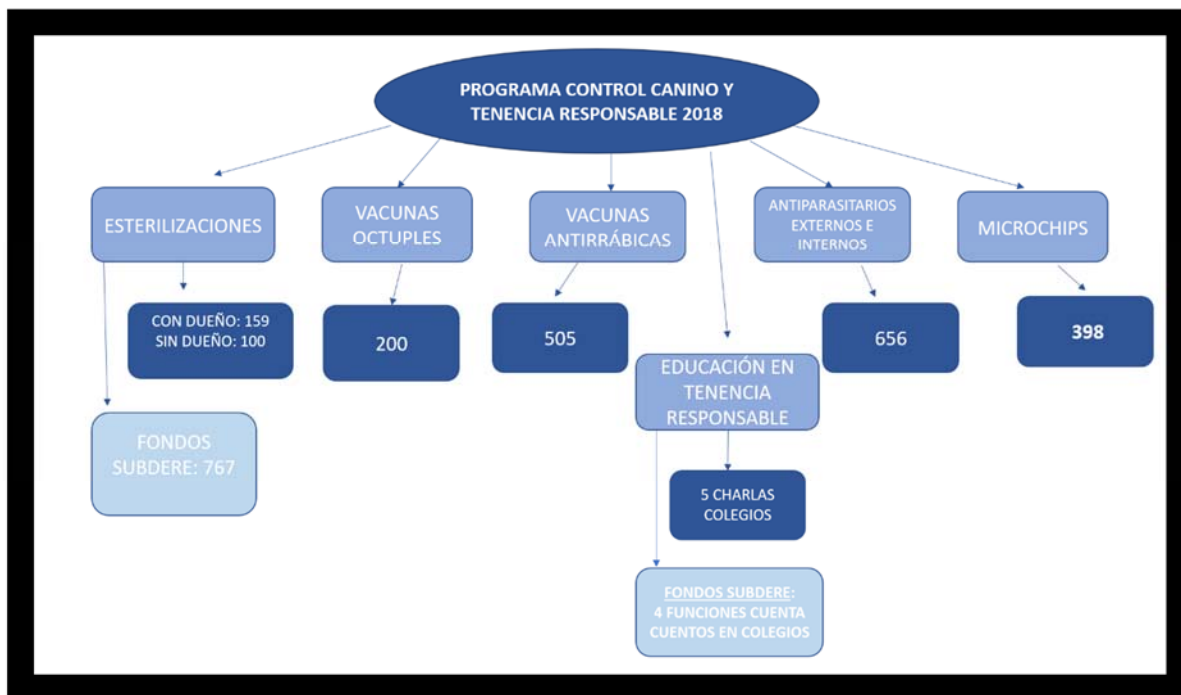 PROGRAMA CONTROL CANINO Y
TENENCIA RESPONSABLE 2018
ESTERILIZACIONES
VACUNAS
OCTUPLES
VACUNAS
ANTIRRÁBICAS
ANTIPARASITARIOS
EXTERNOS E
INTERNOS
MICROCHIPS
CON DUEÑO: 159
SIN DUEÑO: 100
200
505
656
398
EDUCACIÓN EN
TENENCIA
RESPONSABLE
FONDOS
SUBDERE: 767
5 CHARLAS
COLEGIOS
FONDOS SUBDERE:
4 FUNCIONES CUENTA
CUENTOS EN COLEGIOS